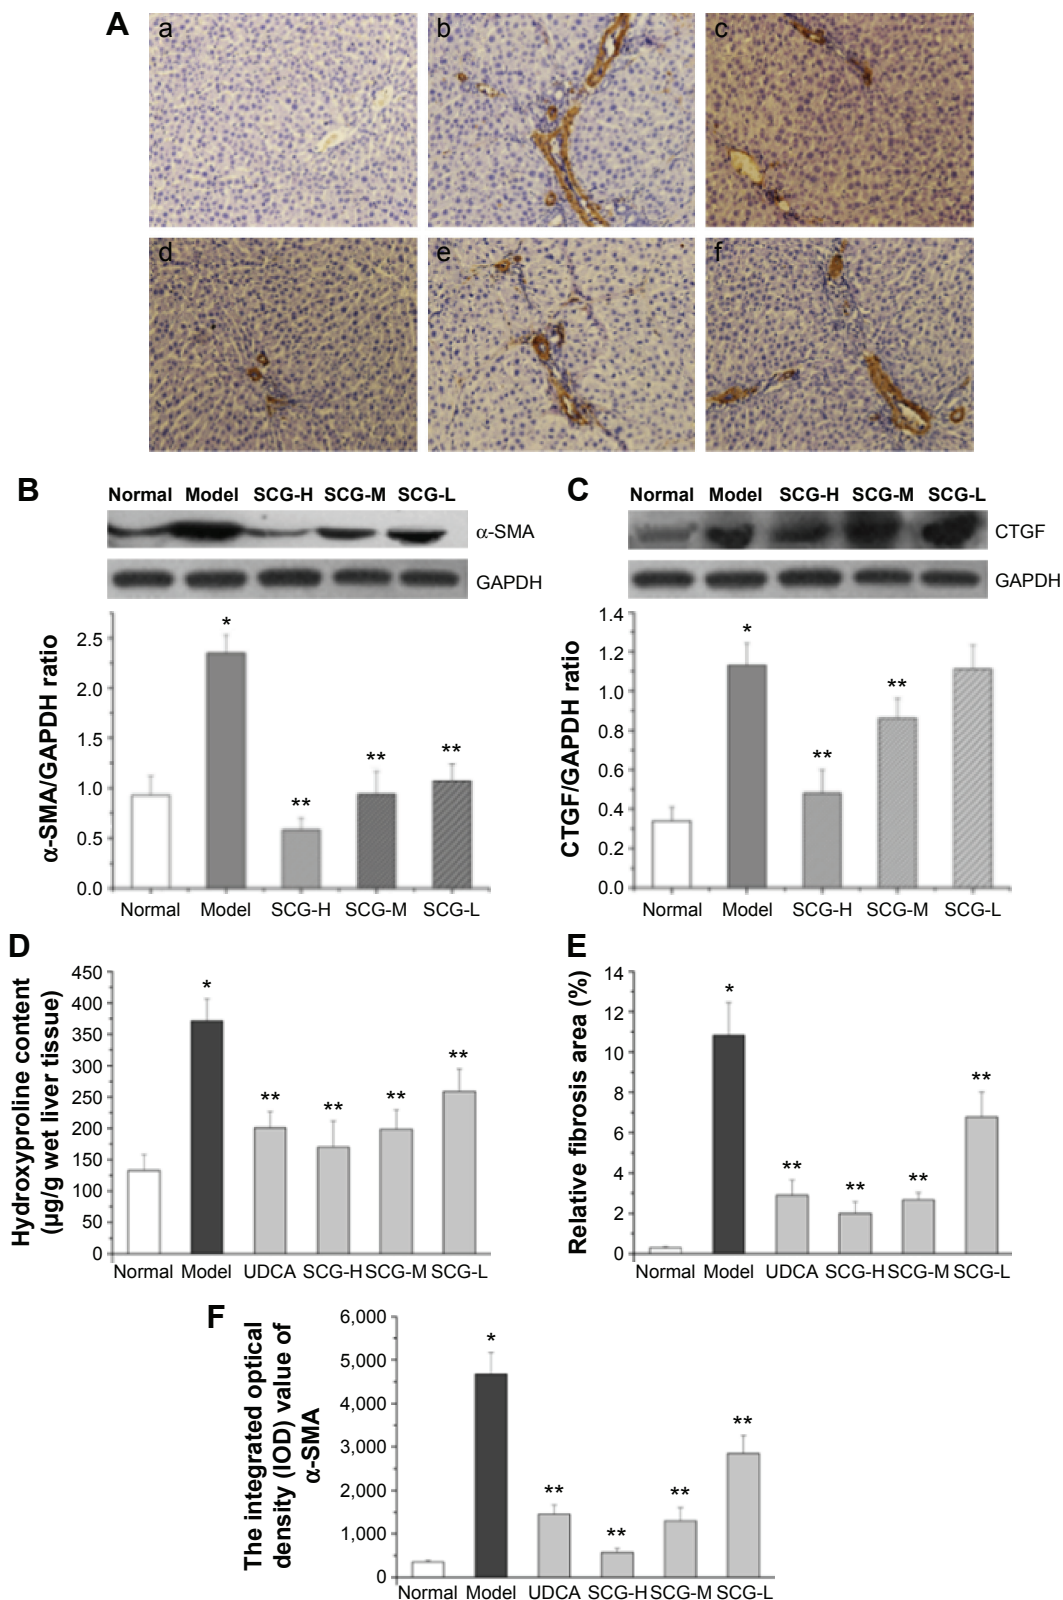 A
a b c
d e f
B
Normal Model SCG-H SCG-M SCG-L
α-SMA
GAPDH
α-SMA/GAPDH ratio
2.5
2.0
1.5
1.0
0.5
0.0
*
**
**
**
Normal Model SCG-H SCG-M SCG-L
C
Normal Model SCG-H SCG-M SCG-L
CTGF
GAPDH
CTGF/GAPDH ratio
1.4
1.2
1.0
0.8
0.6
0.4
0.2
0.0
*
**
**
Normal Model SCG-H SCG-M SCG-L
D
Hydroxyproline content
(µg/g wet liver tissue)
450
400
350
300
250
200
150
100
50
0
*
**
**
**
**
Normal Model UDCA SCG-H SCG-M SCG-L
E
Relative fibrosis area (%)
14
12
10
8
6
4
2
0
*
**
**
**
**
Normal Model UDCA SCG-H SCG-M SCG-L
F
The integrated optical
density (IOD) value of
α-SMA
6,000
5,000
4,000
3,000
2,000
1,000
0
*
**
**
**
**
Normal Model UDCA SCG-H SCG-M SCG-L